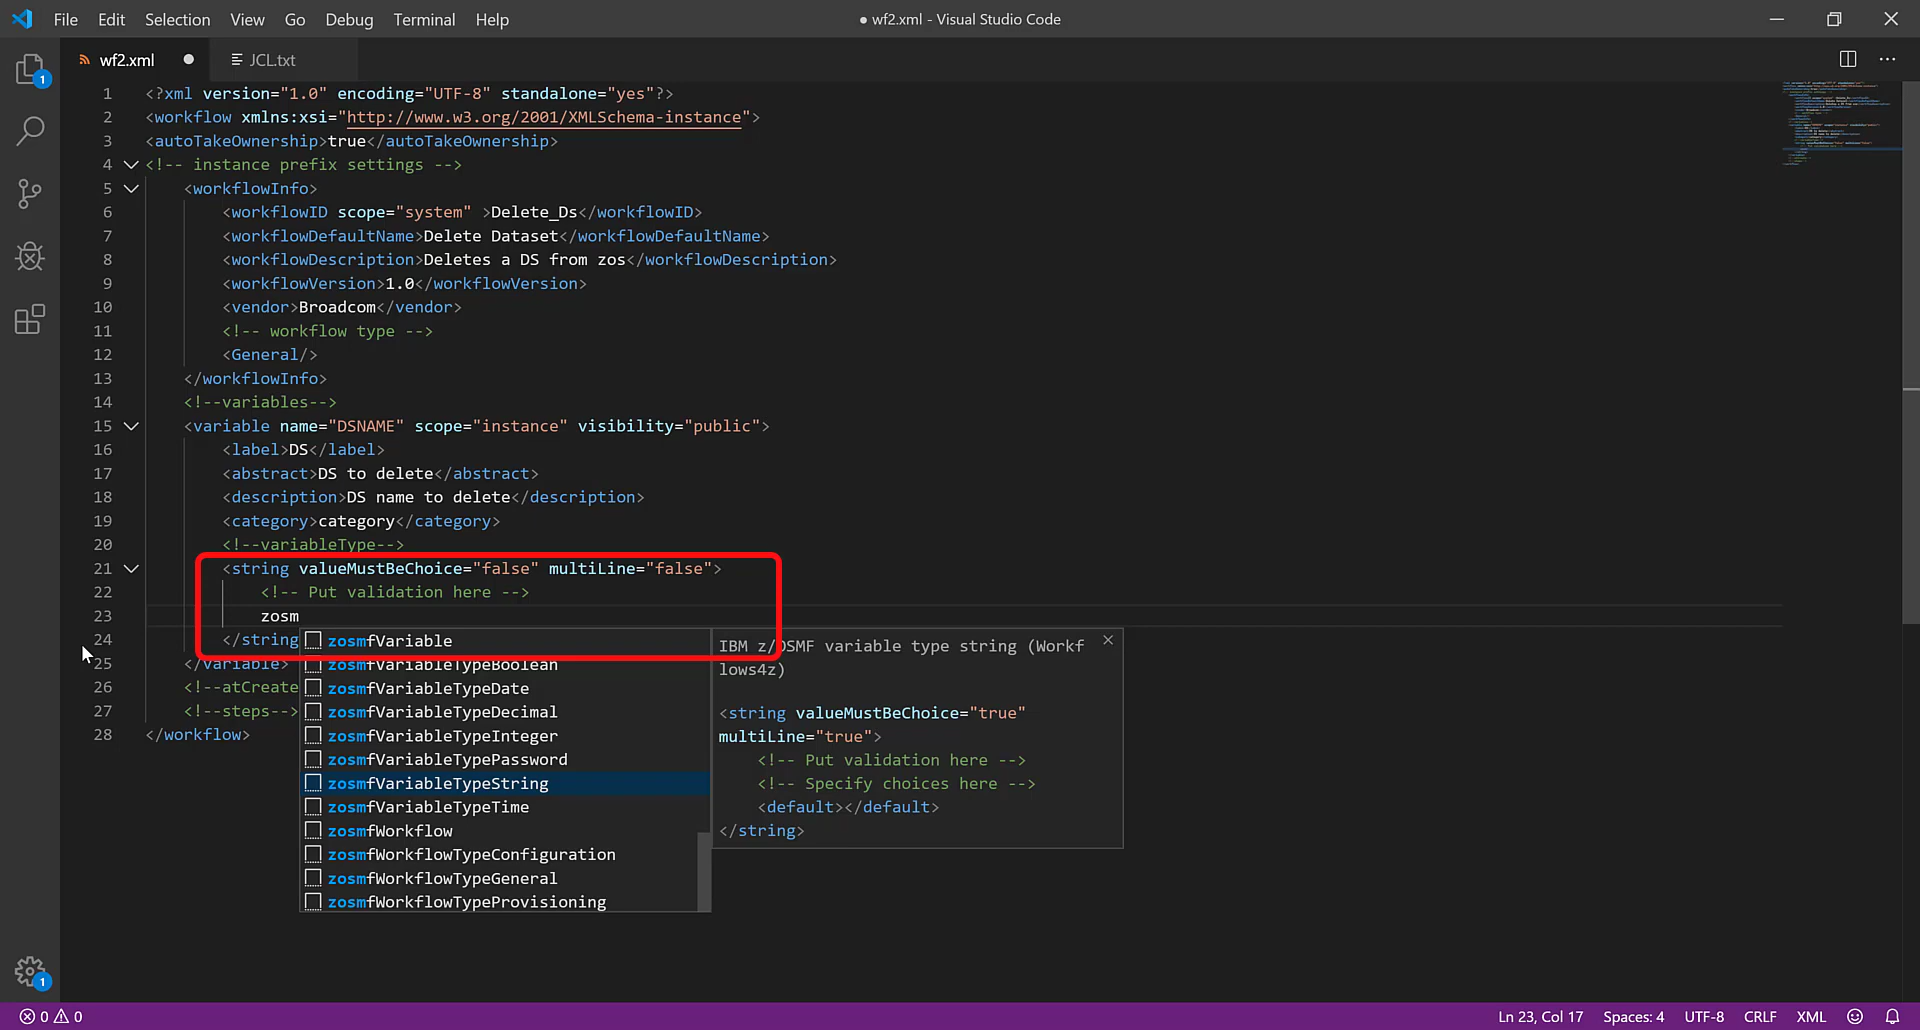 File Edit Selection View Go Debug Terminal Help
● wf2.xml - Visual Studio Code
1
wf2.xml
JCL.txt
1 <?xml version="1.0" encoding="UTF-8" standalone="yes"?>
2 <workflow xmlns:xsi="http://www.w3.org/2001/XMLSchema-instance">
3 <autoTakeOwnership>true</autoTakeOwnership>
4 <!-- instance prefix settings -->
5 <workflowInfo>
6 <workflowID scope="system" >Delete_Ds</workflowID>
7 <workflowDefaultName>Delete Dataset</workflowDefaultName>
8 <workflowDescription>Deletes a DS from zos</workflowDescription>
9 <workflowVersion>1.0</workflowVersion>
10 <vendor>Broadcom</vendor>
11 <!-- workflow type -->
12 <General/>
13 </workflowInfo>
14 <!--variables-->
15 <variable name="DSNAME" scope="instance" visibility="public">
16 <label>DS</label>
17 <abstract>DS to delete</abstract>
18 <description>DS name to delete</description>
19 <category>category</category>
20 <!--variableType-->
21 <string valueMustBeChoice="false" multiLine="false">
22 <!-- Put validation here -->
23 zosm
24 </string
25 </variable>
26 <!--atCreate
27 <!--steps-->
28 </workflow>
zosmfVariable
zosmfVariableTypeBoolean
zosmfVariableTypeDate
zosmfVariableTypeDecimal
zosmfVariableTypeInteger
zosmfVariableTypePassword
zosmfVariableTypeString
zosmfVariableTypeTime
zosmfWorkflow
zosmfWorkflowTypeConfiguration
zosmfWorkflowTypeGeneral
zosmfWorkflowTypeProvisioning
IBM z/OSMF variable type string (Workf
lows4z)
<string valueMustBeChoice="true"
multiLine="true">
<!-- Put validation here -->
<!-- Specify choices here -->
<default></default>
</string>
1
0 0
Ln 23, Col 17 Spaces: 4 UTF-8 CRLF XML